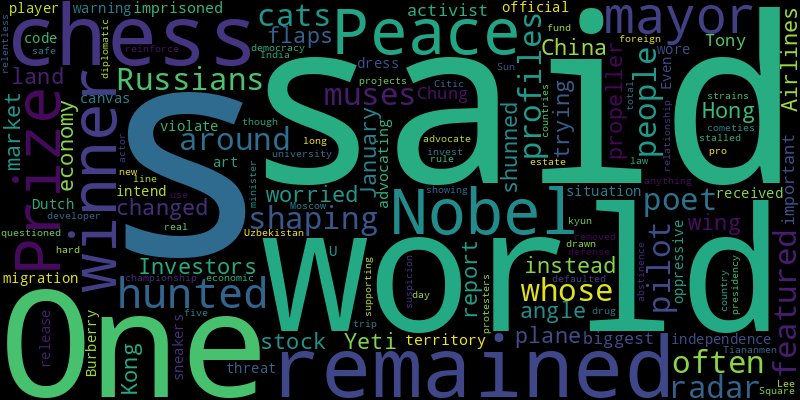 player warning imprisoned official
relentless code safe chess cats activist mayor
diplomatic flaps Peace fund foreign wore Tony
reinforce democracy India China Even
land Russians dress profiles countries propeller people Airlines
market canvas muses Citic Sun Chung projects said trying total strains
Prize economy winner violate though around January long advocate shunned Hong cometies
S art university advocating invest rule estate relationship stalled pro
actor new line intend worried law anything
Dutch changed minister showing situation poet received important
developer use shaping Nobel kyun
questioned real Moscow Uzbekistan removed wing
hard U world drawn defense pilot oppressive
Investors report instead independence
migration championship economic supporting suspicion whose defaulted abstinence country presidency featured
One hunted day protesters angle drug
release Burberry five trip plane biggest independence
Kong sneakers stock Yeti territory Tiananmen
threat remained often
radar Lee Square